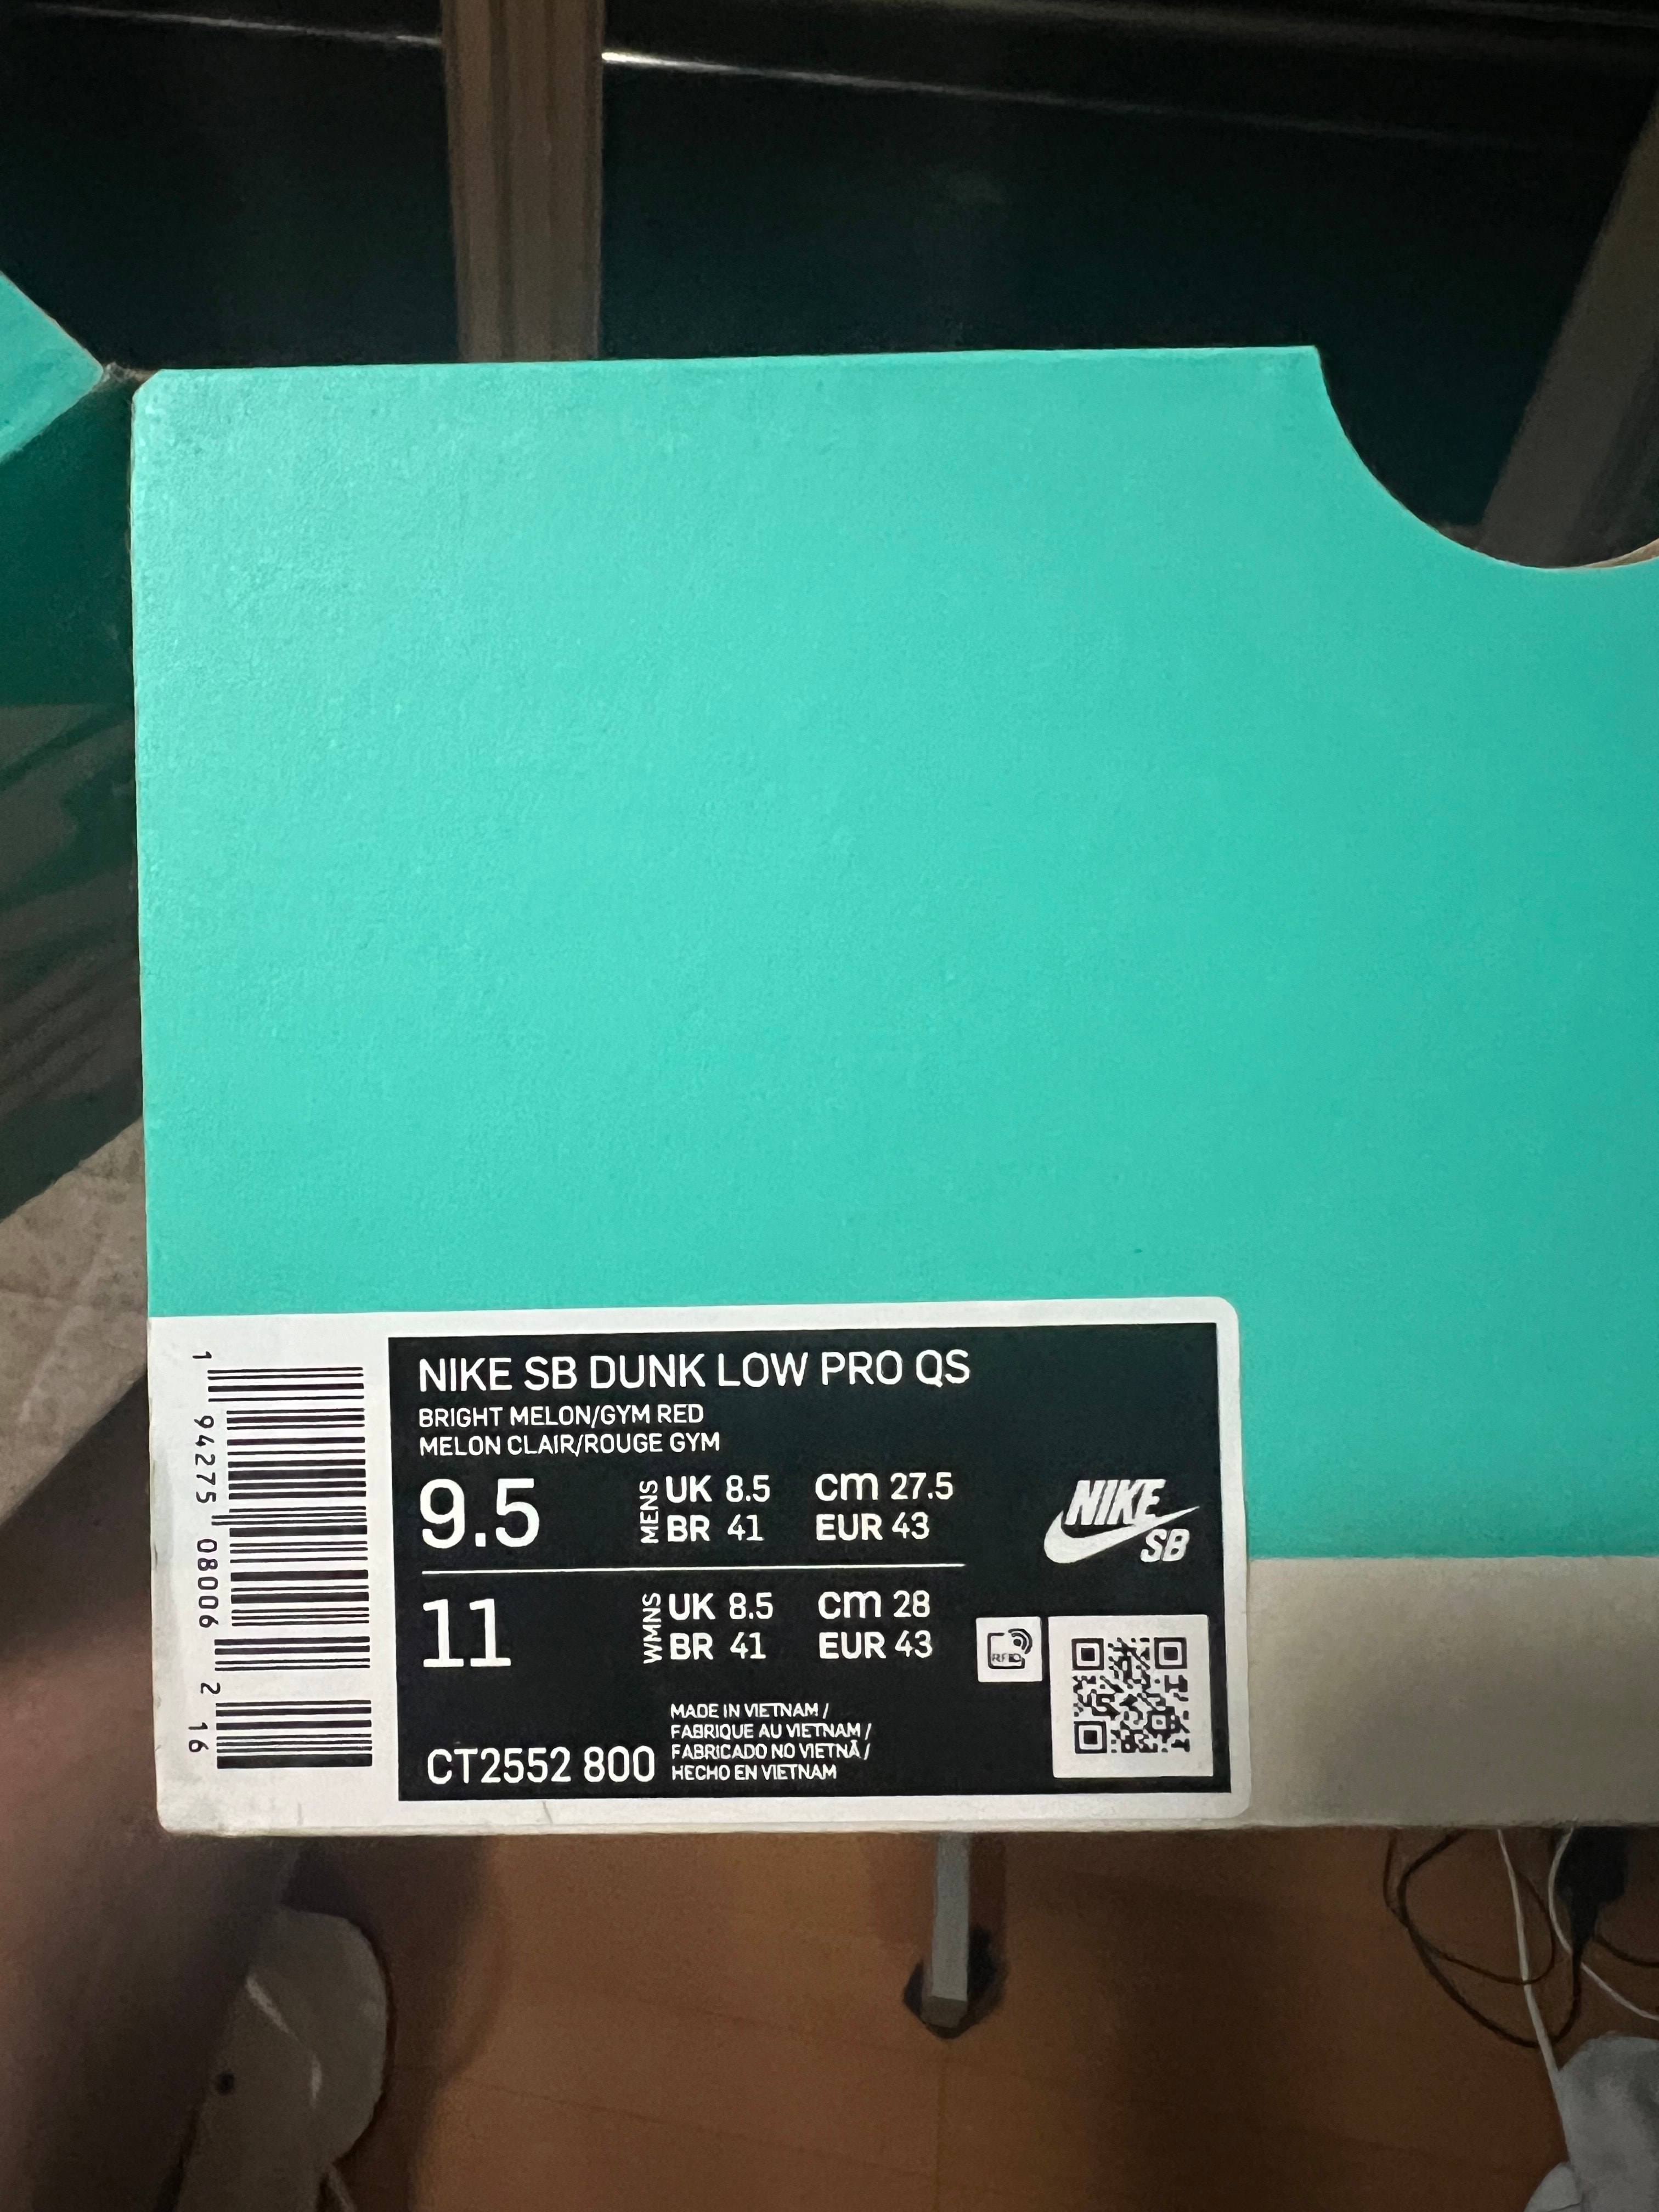 NIKE SB DUNK LOW PRO QS
BRIGHT MELON/GYM RED
MELON CLAIR/ROUGE GYM
9.5 MENS UK 8.5 cm 27.5
BR 41 EUR 43
11 WMNS UK 8.5 cm 28
BR 41 EUR 43
NIKE
SB
RFID
CT2552 800
MADE IN VIETNAM /
FABRIQUE AU VIETNAM /
FABRICADO NO VIETNÃ /
HECHO EN VIETNAM
1 94275 08006 2 16